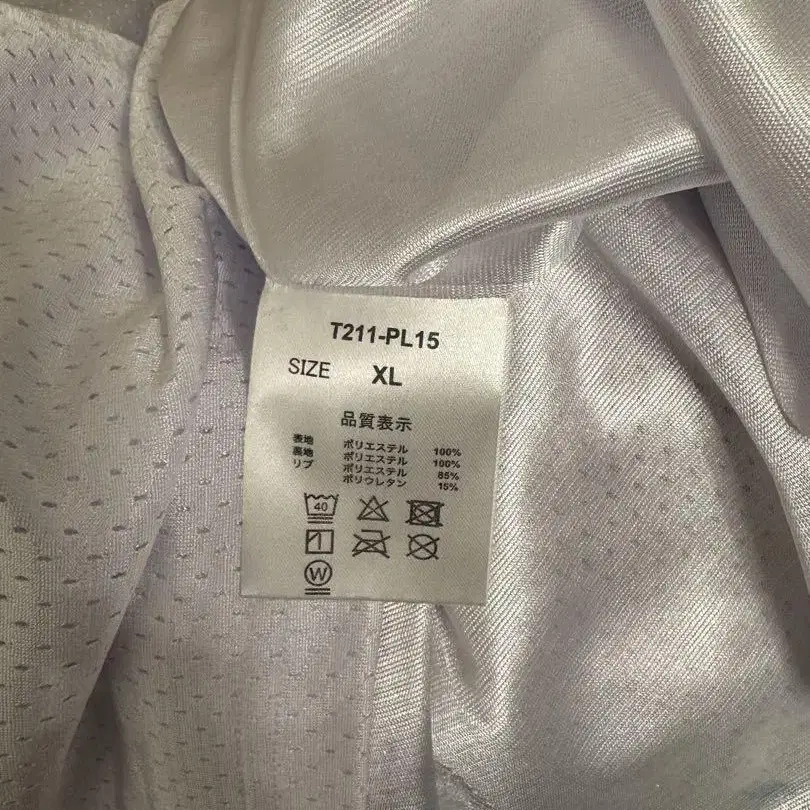 T211-PL15
SIZE XL
品質表示
表地 ポリエステル 100%
裏地 ポリエステル 100%
リブ ポリエステル 85%
ポリウレタン 15%
40
W